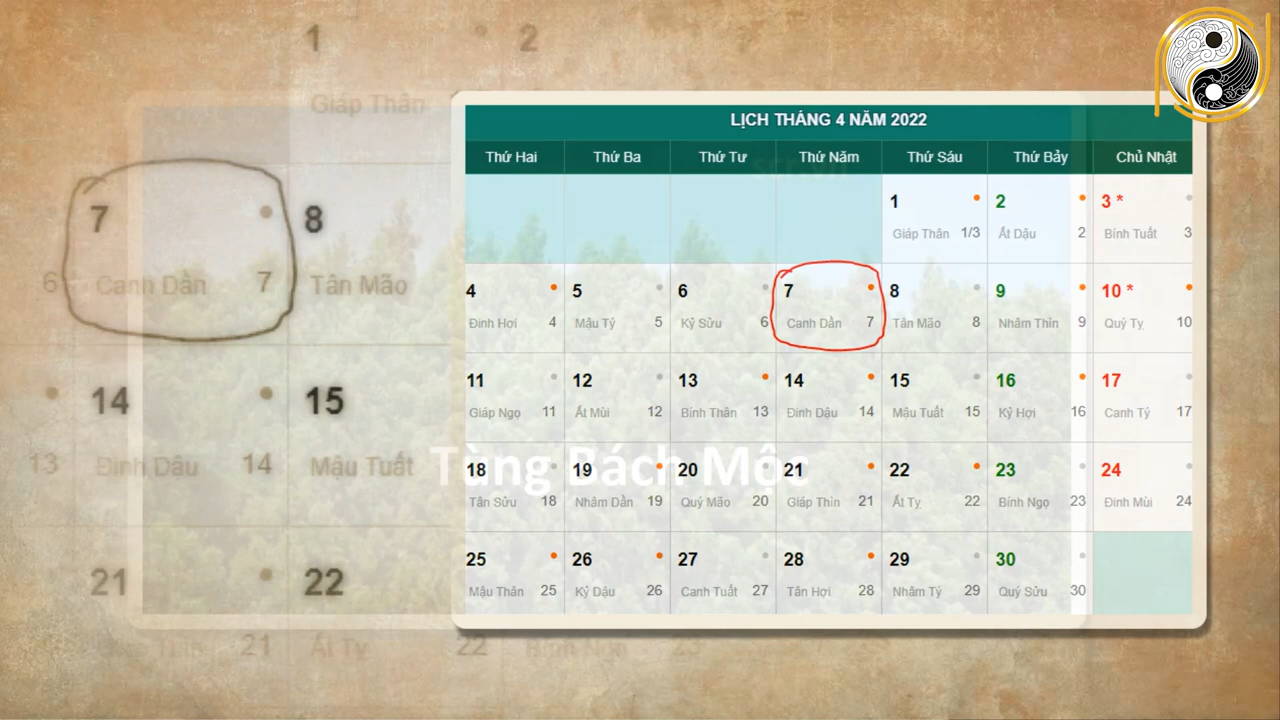 1
2
Giáp Thân
7
8
6
Canh Dần
7
Tân Mão
14
15
13
Đinh Dậu
14
Mậu Tuất
21
22
21
Ất Tỵ
22
Bính Ngọ
23
LỊCH THÁNG 4 NĂM 2022
Thứ Hai Thứ Ba Thứ Tư Thứ Năm Thứ Sáu Thứ Bảy Chủ Nhật
1 2 3 *
Giáp Thân 1/3 Ất Dậu 2 Bính Tuất 3
4 5 6 7 8 9 10 *
Đinh Hợi 4 Mậu Tý 5 Kỷ Sửu 6 Canh Dần 7 Tân Mão 8 Nhâm Thìn 9 Quý Tỵ 10
11 12 13 14 15 16 17
Giáp Ngọ 11 Ất Mùi 12 Bính Thân 13 Đinh Dậu 14 Mậu Tuất 15 Kỷ Hợi 16 Canh Tý 17
Tùng Bách Mộc
18 19 20 21 22 23 24
Tân Sửu 18 Nhâm Dần 19 Quý Mão 20 Giáp Thìn 21 Ất Tỵ 22 Bính Ngọ 23 Đinh Mùi 24
25 26 27 28 29 30
Mậu Thân 25 Kỷ Dậu 26 Canh Tuất 27 Tân Hợi 28 Nhâm Tý 29 Quý Sửu 30